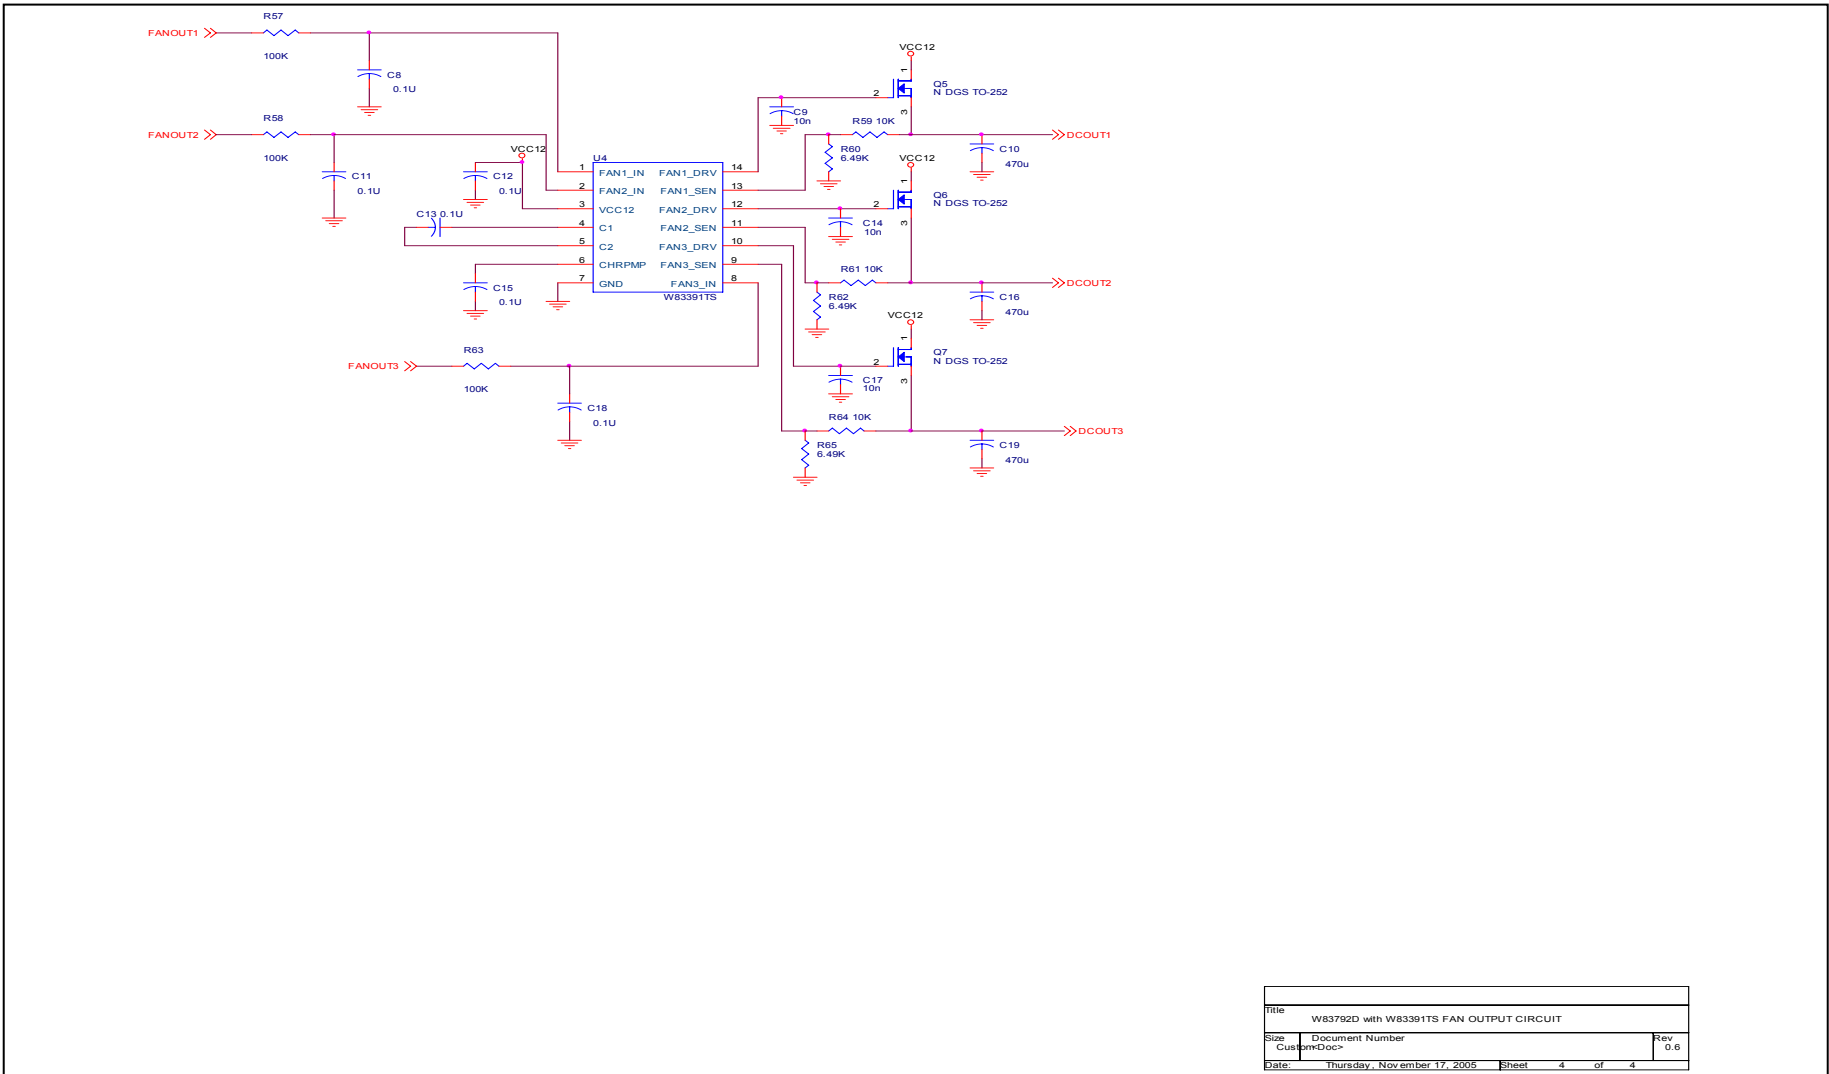 R57
FANOUT1
100K
C8
0.1U
VCC12
1
Q5
N DGS TO-252
2
3
C9
10n
R58
FANOUT2
100K
R59 10K
DCOUT1
R60
6.49K
C10
470u
VCC12
C11
0.1U
C12
0.1U
U4
1 FAN1_IN FAN1_DRV 14
2 FAN2_IN FAN1_SEN 13
3 VCC12 FAN2_DRV 12
4 C1 FAN2_SEN 11
5 C2 FAN3_DRV 10
6 CHRPMP FAN3_SEN 9
7 GND FAN3_IN 8
W83391TS
C13 0.1U
C15
0.1U
VCC12
1
Q6
N DGS TO-252
2
3
C14
10n
R61 10K
DCOUT2
R62
6.49K
C16
470u
VCC12
1
Q7
N DGS TO-252
2
3
C17
10n
R63
FANOUT3
100K
C18
0.1U
R64 10K
DCOUT3
R65
6.49K
C19
470u
Title
W83792D with W83391TS FAN OUTPUT CIRCUIT
Size Document Number Rev
Custom <Doc> 0.6
Date: Thursday, November 17, 2005 Sheet 4 of 4